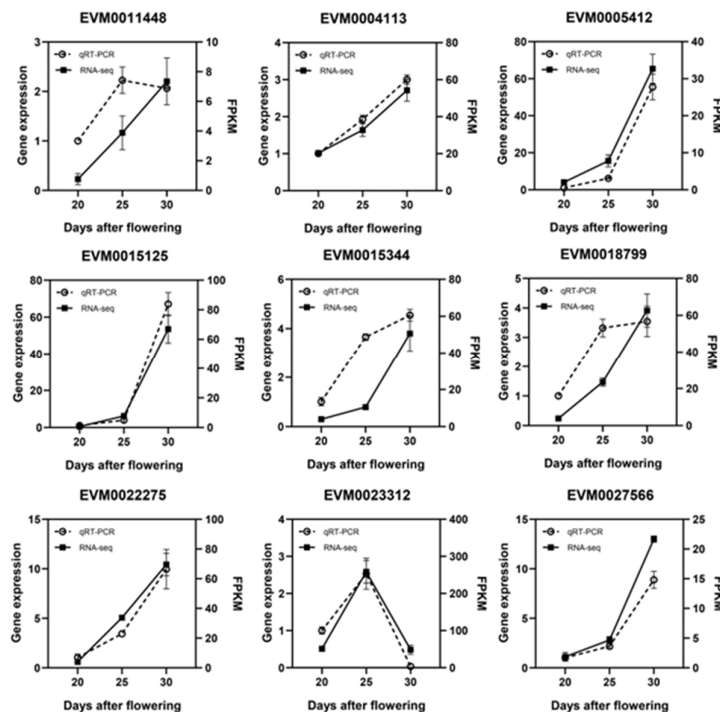 EVM0011448
qRT-PCR
RNA-seq
Gene expression
FPKM
3
2
1
0
10
8
6
4
2
0
20 25 30
Days after flowering
EVM0004113
qRT-PCR
RNA-seq
Gene expression
FPKM
4
3
2
1
0
80
60
40
20
0
20 25 30
Days after flowering
EVM0005412
qRT-PCR
RNA-seq
Gene expression
FPKM
80
60
40
20
0
40
30
20
10
0
20 25 30
Days after flowering
EVM0015125
qRT-PCR
RNA-seq
Gene expression
FPKM
80
60
40
20
0
100
80
60
40
20
0
20 25 30
Days after flowering
EVM0015344
qRT-PCR
RNA-seq
Gene expression
FPKM
6
4
2
0
80
60
40
20
0
20 25 30
Days after flowering
EVM0018799
qRT-PCR
RNA-seq
Gene expression
FPKM
5
4
3
2
1
0
80
60
40
20
0
20 25 30
Days after flowering
EVM0022275
qRT-PCR
RNA-seq
Gene expression
FPKM
15
10
5
0
100
80
60
40
20
0
20 25 30
Days after flowering
EVM0023312
qRT-PCR
RNA-seq
Gene expression
FPKM
4
3
2
1
0
400
300
200
100
0
20 25 30
Days after flowering
EVM0027566
qRT-PCR
RNA-seq
Gene expression
FPKM
15
10
5
0
25
20
15
10
5
0
20 25 30
Days after flowering